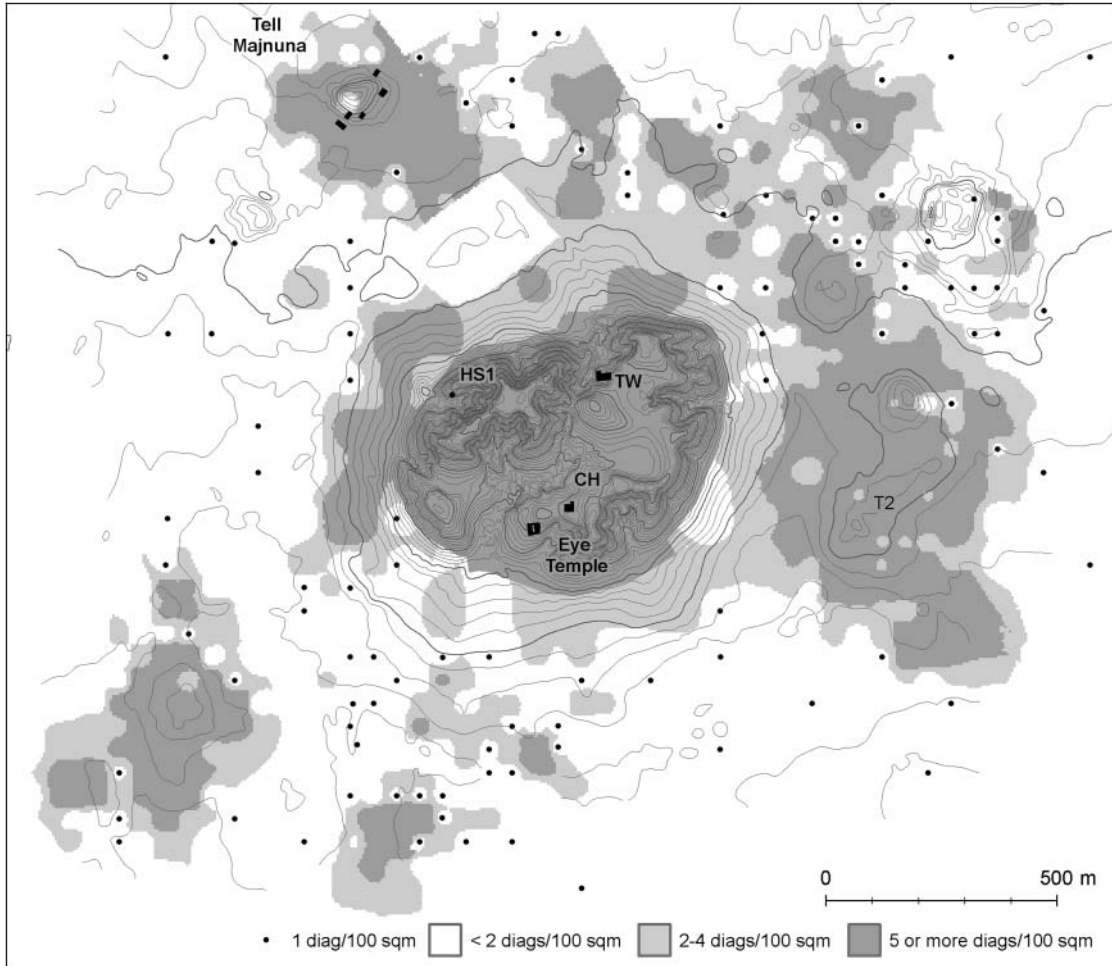 Tell
Majnuna
HS1
TW
CH
T2
Eye
Temple
0 500 m
1 diag/100 sqm < 2 diags/100 sqm 2-4 diags/100 sqm 5 or more diags/100 sqm